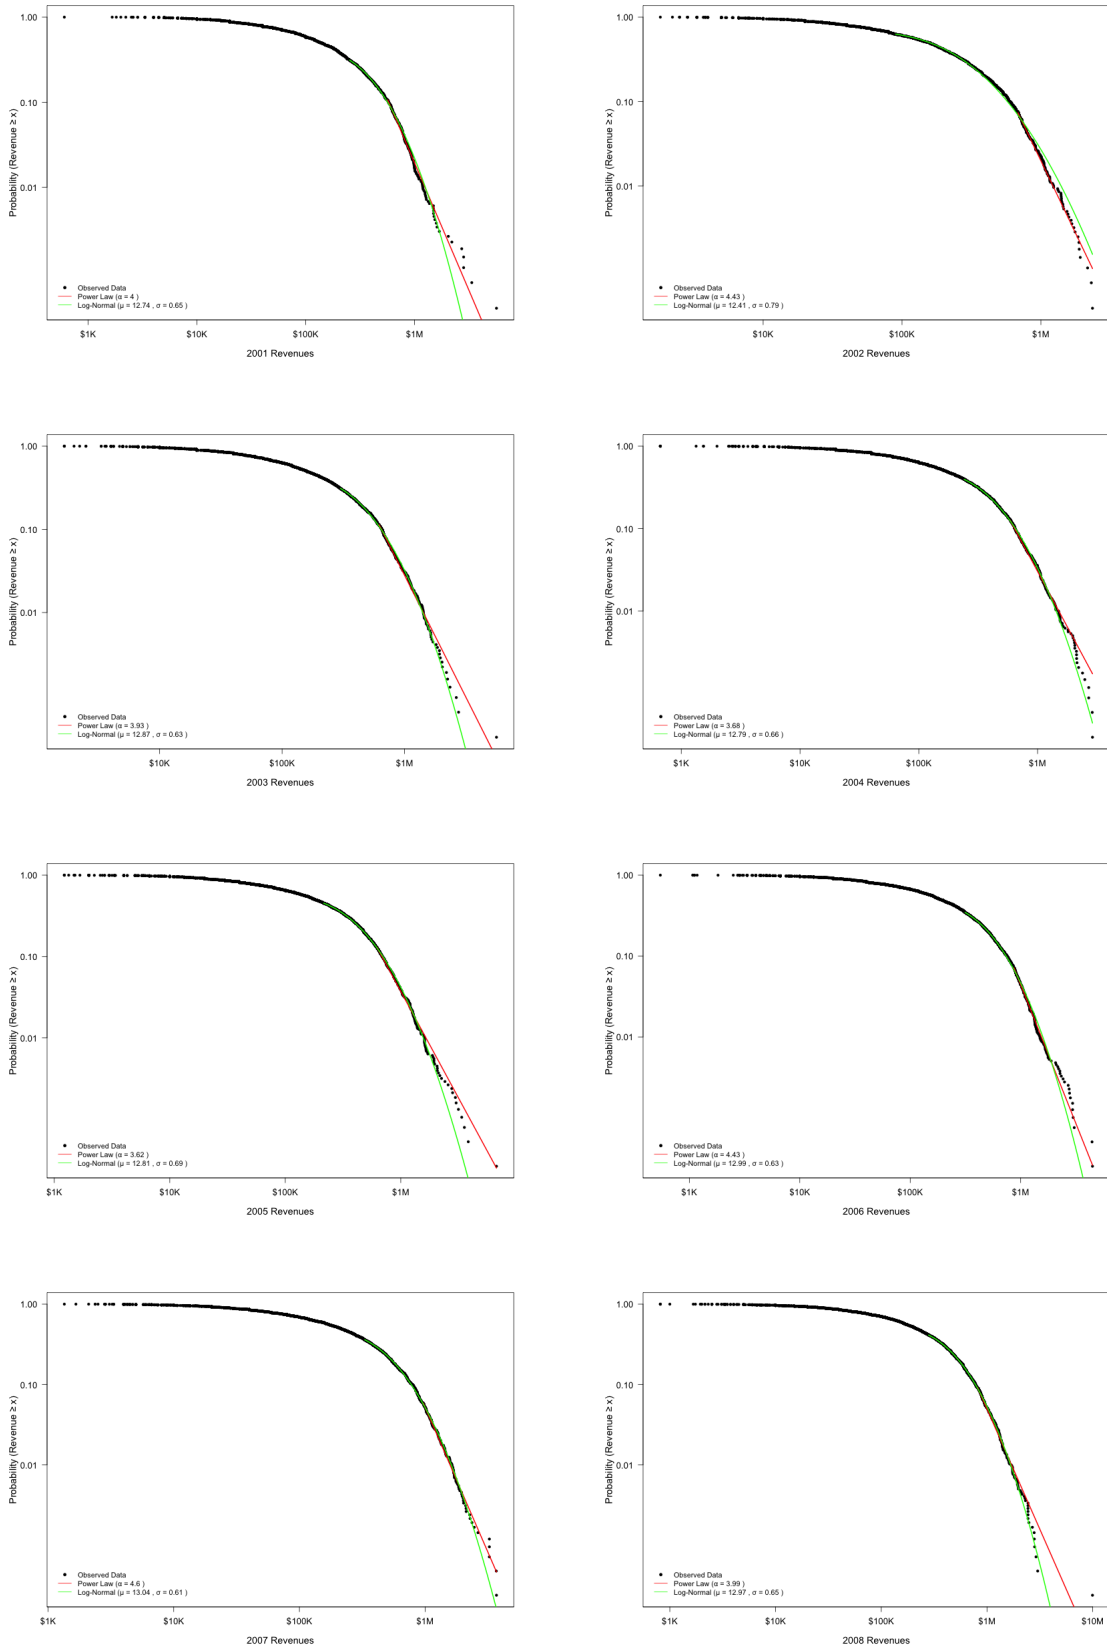 1.00
0.10
0.01
Probability (Revenue ≥ x)
Observed Data
Power Law (α = 4 )
Log-Normal (μ = 12.74 , σ = 0.65 )
$1K $10K $100K $1M
2001 Revenues
1.00
0.10
0.01
Probability (Revenue ≥ x)
Observed Data
Power Law (α = 4.43 )
Log-Normal (μ = 12.41 , σ = 0.79 )
$10K $100K $1M
2002 Revenues
1.00
0.10
0.01
Probability (Revenue ≥ x)
Observed Data
Power Law (α = 3.93 )
Log-Normal (μ = 12.87 , σ = 0.63 )
$10K $100K $1M
2003 Revenues
1.00
0.10
0.01
Probability (Revenue ≥ x)
Observed Data
Power Law (α = 3.68 )
Log-Normal (μ = 12.79 , σ = 0.66 )
$1K $10K $100K $1M
2004 Revenues
1.00
0.10
0.01
Probability (Revenue ≥ x)
Observed Data
Power Law (α = 3.62 )
Log-Normal (μ = 12.81 , σ = 0.69 )
$1K $10K $100K $1M
2005 Revenues
1.00
0.10
0.01
Probability (Revenue ≥ x)
Observed Data
Power Law (α = 4.43 )
Log-Normal (μ = 12.99 , σ = 0.63 )
$1K $10K $100K $1M
2006 Revenues
1.00
0.10
0.01
Probability (Revenue ≥ x)
Observed Data
Power Law (α = 4.6 )
Log-Normal (μ = 13.04 , σ = 0.61 )
$1K $10K $100K $1M
2007 Revenues
1.00
0.10
0.01
Probability (Revenue ≥ x)
Observed Data
Power Law (α = 3.99 )
Log-Normal (μ = 12.97 , σ = 0.65 )
$1K $10K $100K $1M $10M
2008 Revenues